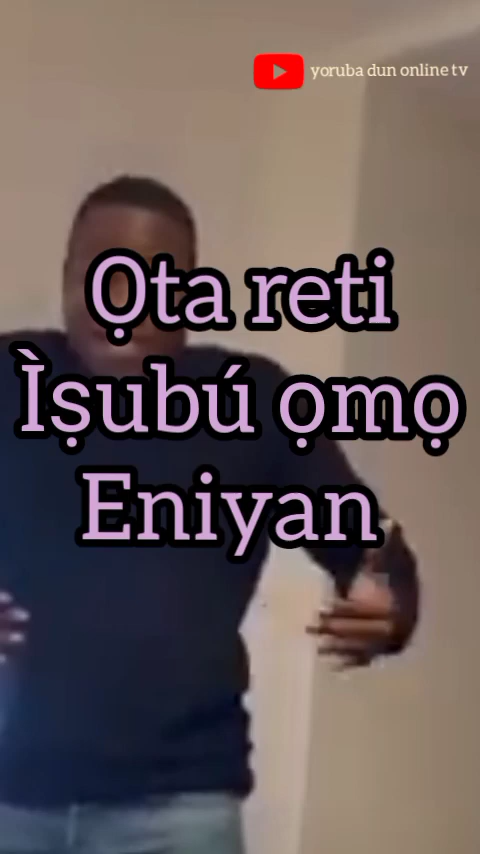 yoruba dun online tv
Ọta reti
Ìṣubú ọmọ
Eniyan